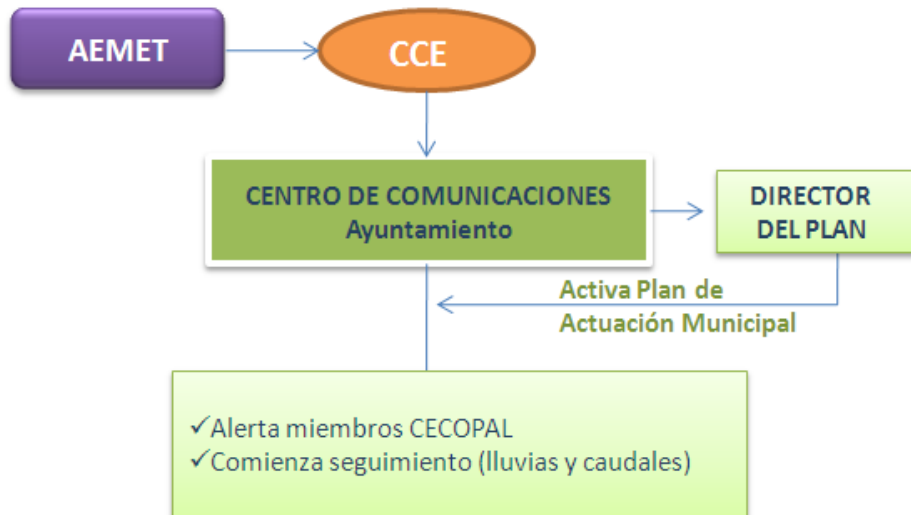 AEMET
CCE
CENTRO DE COMUNICACIONES
Ayuntamiento
DIRECTOR
DEL PLAN
Activa Plan de
Actuación Municipal
✓Alerta miembros CECOPAL
✓Comienza seguimiento (lluvias y caudales)